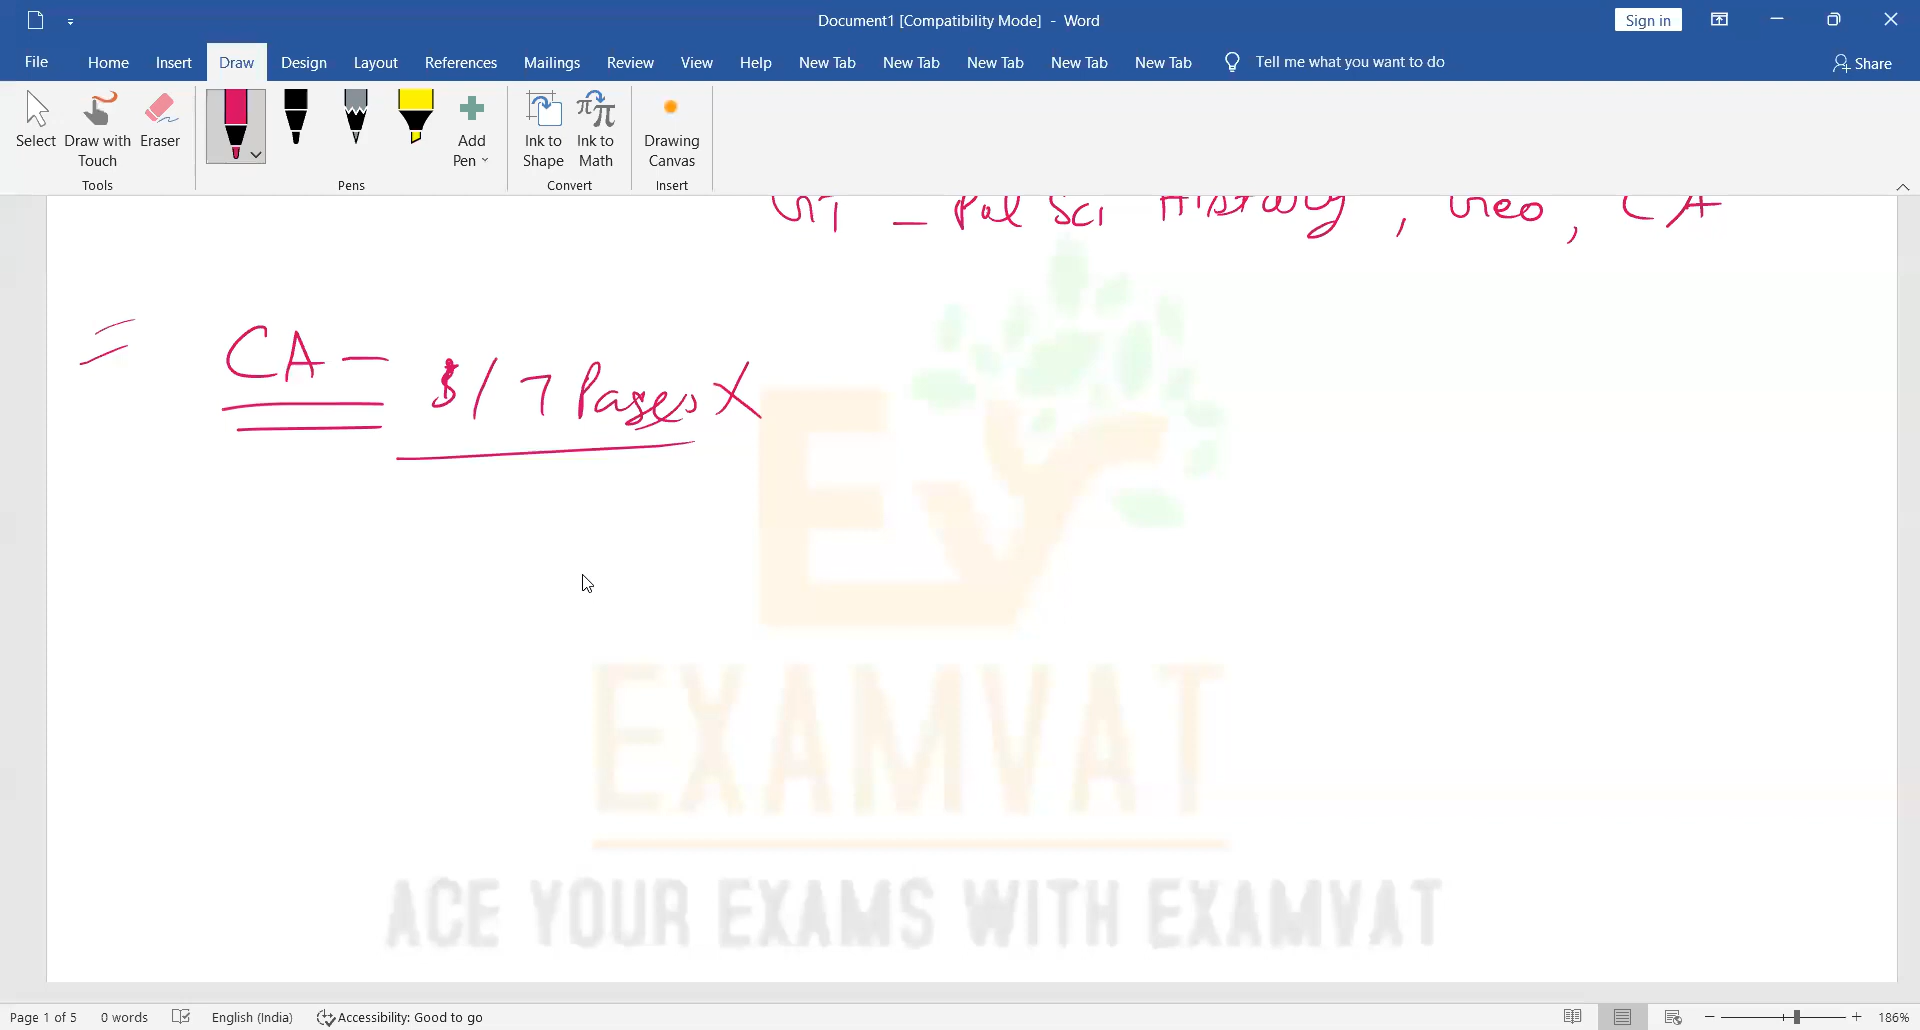 Document1 [Compatibility Mode] - Word
Sign in
File Home Insert Draw Design Layout References Mailings Review View Help New Tab New Tab New Tab New Tab New Tab Tell me what you want to do Share
Select Draw with Touch Eraser Add Pen Ink to Shape Ink to Math Drawing Canvas
Tools Pens Convert Insert
– Pol Sci History, Geo, CA
= CA – / 7 Pages X
EV
EXAMVAT
ACE YOUR EXAMS WITH EXAMVAT
Page 1 of 5 0 words English (India) Accessibility: Good to go 186%